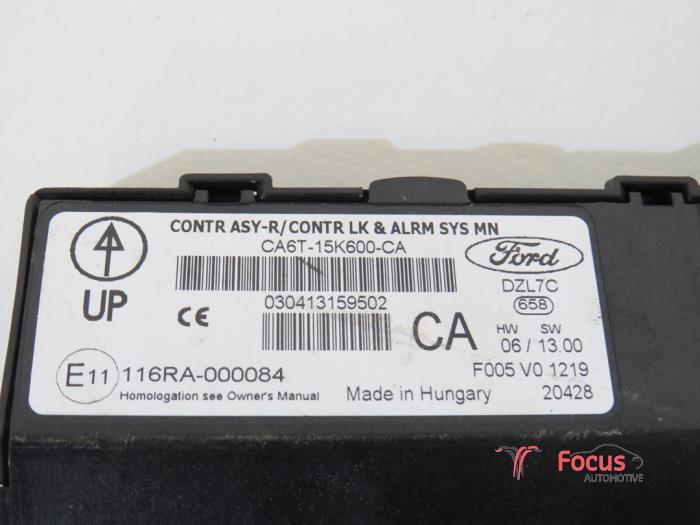 CONTR ASY-R/CONTR LK & ALRM SYS MN
CA6T-15K600-CA
Ford
DZL7C
658
UP
CE
030413159502
CA
HW SW
06 / 13.00
E11
116RA-000084
F005 V0 1219
Homologation see Owner's Manual
Made in Hungary
20428
Focus
AUTOMOTIVE